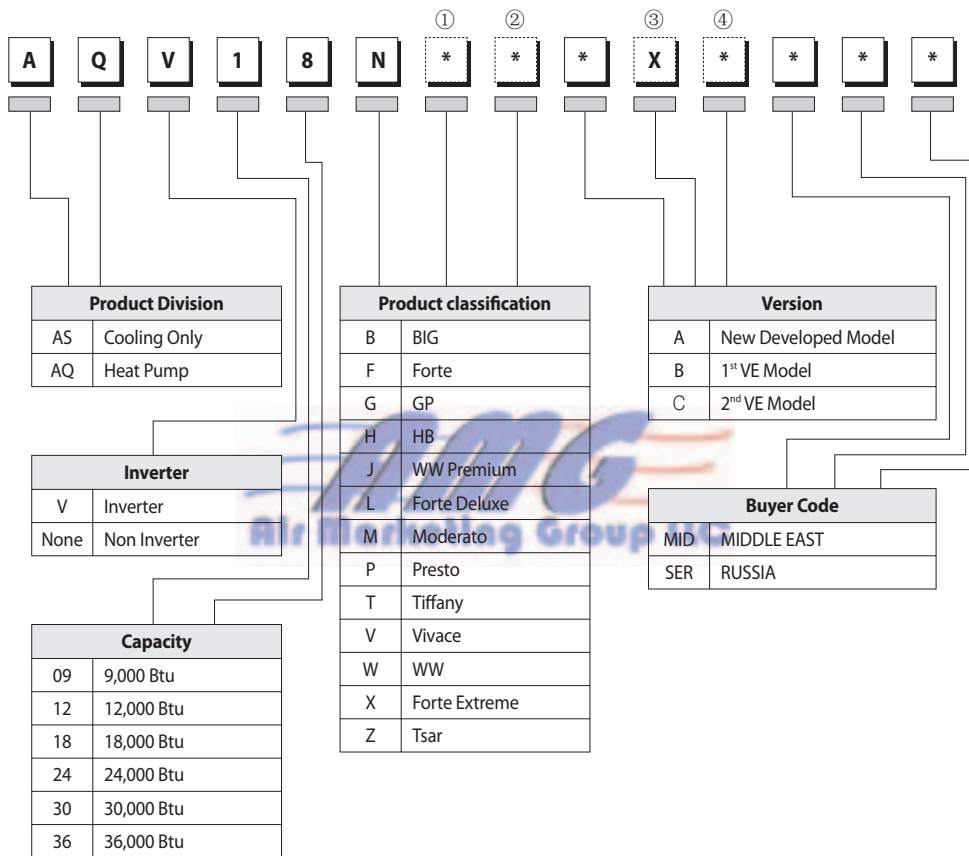 ① ② ③ ④
A Q V 1 8 N * * * X * * * *
Product Division
AS Cooling Only
AQ Heat Pump
Inverter
V Inverter
None Non Inverter
Capacity
09 9,000 Btu
12 12,000 Btu
18 18,000 Btu
24 24,000 Btu
30 30,000 Btu
36 36,000 Btu
Product classification
B BIG
F Forte
G GP
H HB
J WW Premium
L Forte Deluxe
M Moderato
P Presto
T Tiffany
V Vivace
W WW
X Forte Extreme
Z Tsar
Version
A New Developed Model
B 1st VE Model
C 2nd VE Model
Buyer Code
MID MIDDLE EAST
SER RUSSIA
AMG
Air Marketing Group LLC